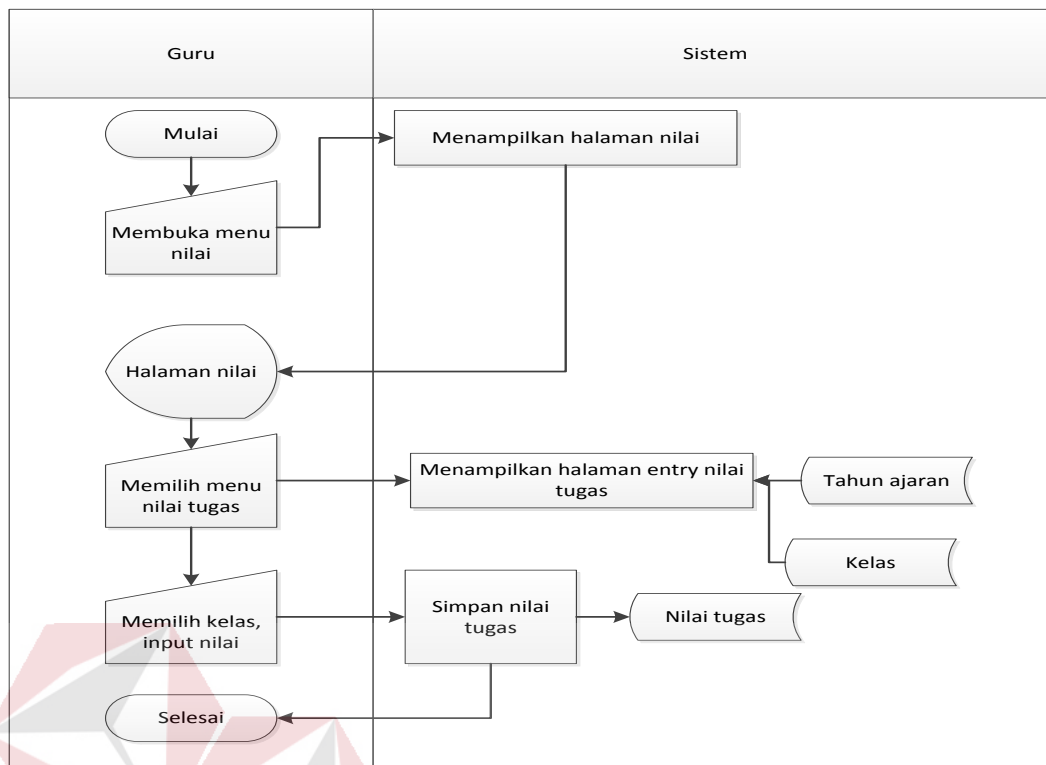 Guru
Sistem
Mulai
Menampilkan halaman nilai
Membuka menu
nilai
Halaman nilai
Memilih menu
nilai tugas
Menampilkan halaman entry nilai
tugas
Tahun ajaran
Kelas
Memilih kelas,
input nilai
Simpan nilai
tugas
Nilai tugas
Selesai